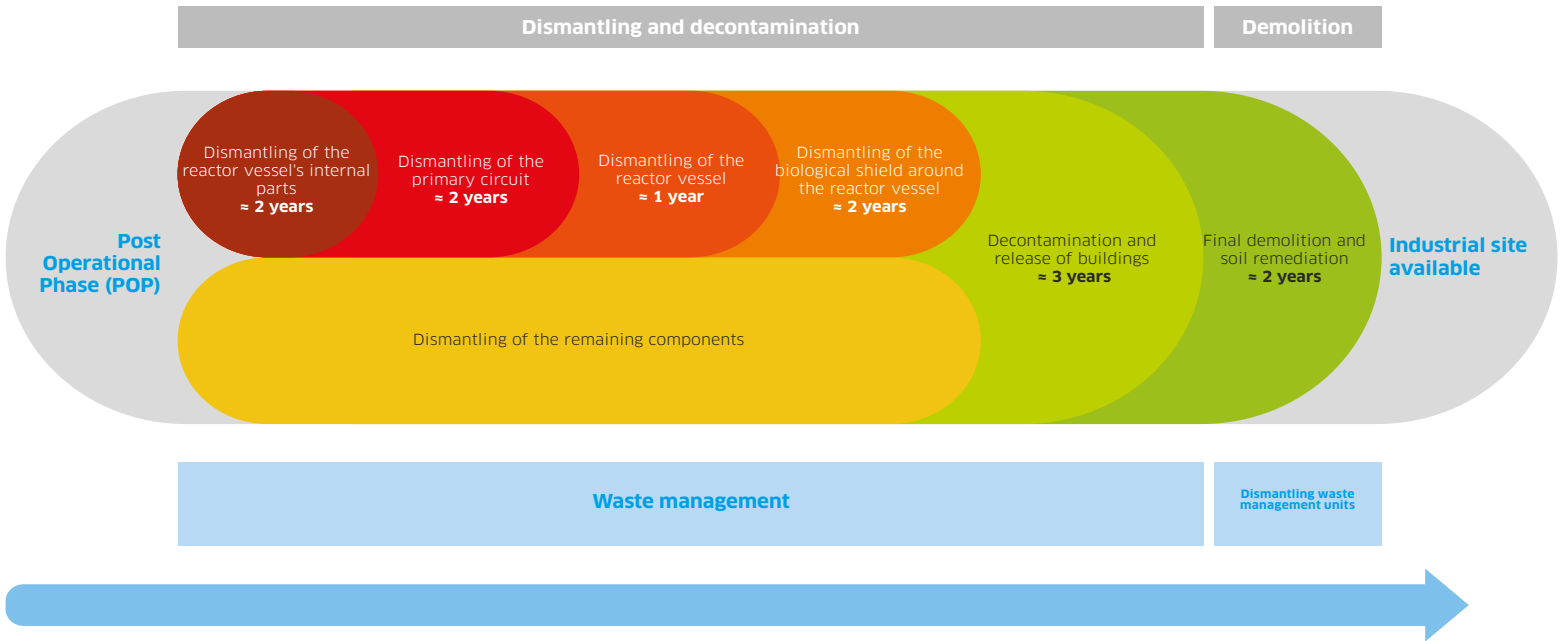 Dismantling and decontamination
Demolition
Post
Operational
Phase (POP)
Dismantling of the
reactor vessel's internal
parts
≈ 2 years
Dismantling of the
primary circuit
≈ 2 years
Dismantling of the
reactor vessel
≈ 1 year
Dismantling of the
biological shield around
the reactor vessel
≈ 2 years
Dismantling of the remaining components
Decontamination and
release of buildings
≈ 3 years
Final demolition and
soil remediation
≈ 2 years
Industrial site
available
Waste management
Dismantling waste
management units